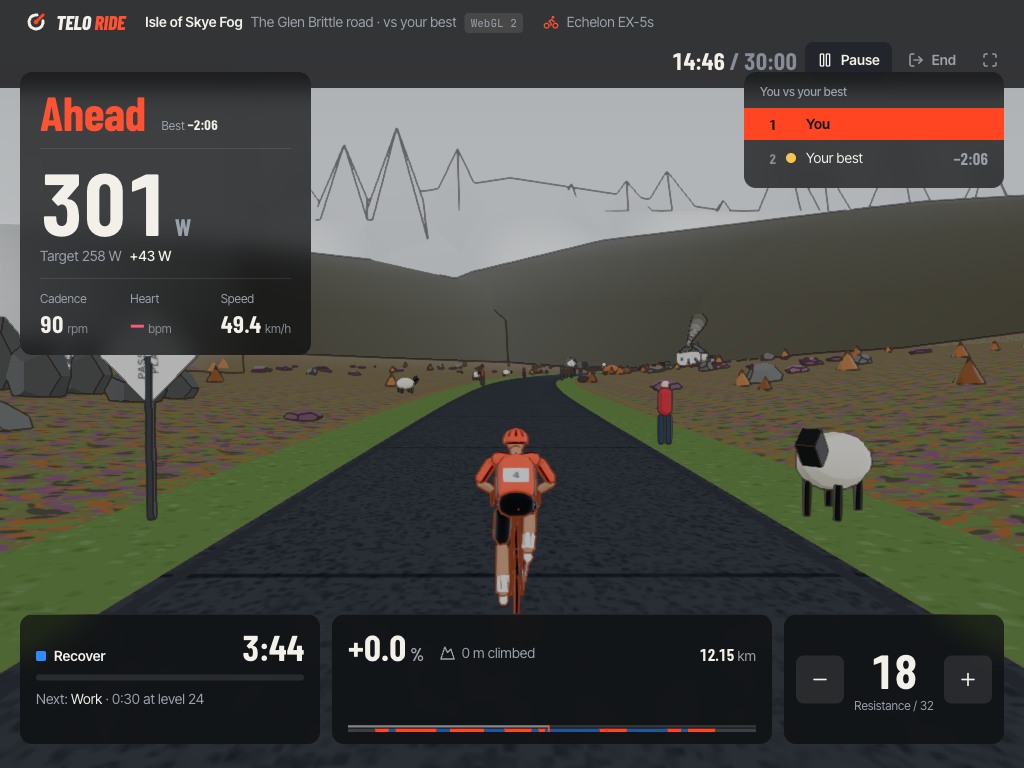 TELO RIDE Isle of Skye Fog The Glen Brittle road · vs your best WebGL 2 Echelon EX-5s
14:46 / 30:00 Pause End
Ahead Best −2:06
301 W
Target 258 W +43 W
Cadence Heart Speed
90 rpm — bpm 49.4 km/h
You vs your best
1 You
2 Your best −2:06
4
Recover 3:44
Next: Work · 0:30 at level 24
+0.0 % 0 m climbed 12.15 km
− 18 +
Resistance / 32